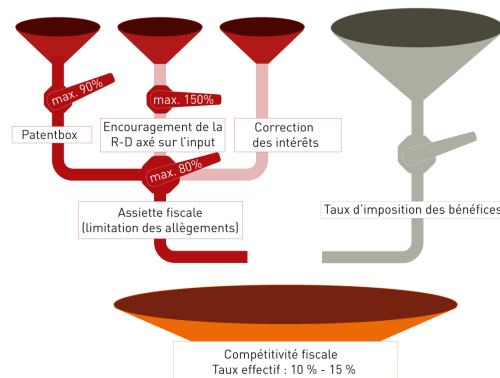 max. 90%
max. 150%
Patentbox
Encouragement de la
R-D axé sur l'input
Correction
des intérêts
max. 80%
Assiette fiscale
(limitation des allègements)
Taux d'imposition des bénéfices
Compétitivité fiscale
Taux effectif : 10 % - 15 %